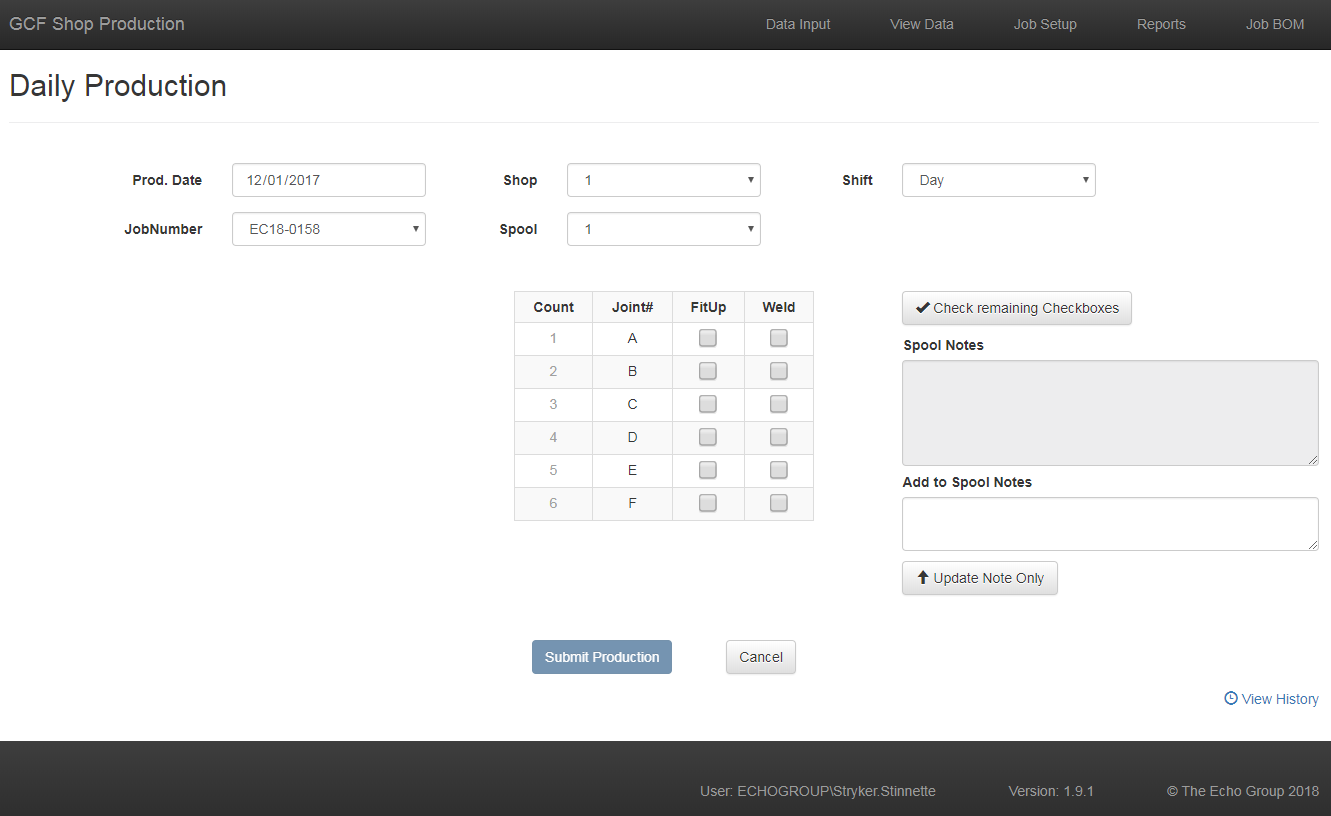 GCF Shop Production Data Input View Data Job Setup Reports Job BOM
Daily Production
Prod. Date 12/01/2017 Shop 1 Shift Day
JobNumber EC18-0158 Spool 1
Count Joint# FitUp Weld
1 A
2 B
3 C
4 D
5 E
6 F
Check remaining Checkboxes
Spool Notes
Add to Spool Notes
Update Note Only
Submit Production Cancel
View History
User: ECHOGROUP\Stryker.Stinnette Version: 1.9.1 © The Echo Group 2018